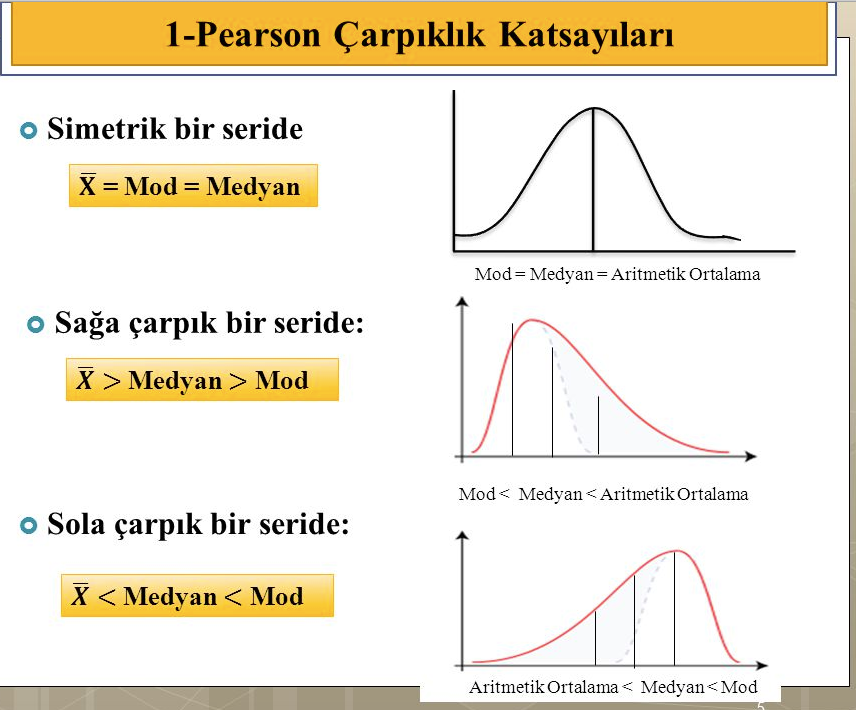 1-Pearson Çarpıklık Katsayıları
Simetrik bir seride
X̅ = Mod = Medyan
Mod = Medyan = Aritmetik Ortalama
Sağa çarpık bir seride:
X̅ > Medyan > Mod
Mod < Medyan < Aritmetik Ortalama
Sola çarpık bir seride:
X̅ < Medyan < Mod
Aritmetik Ortalama < Medyan < Mod
5